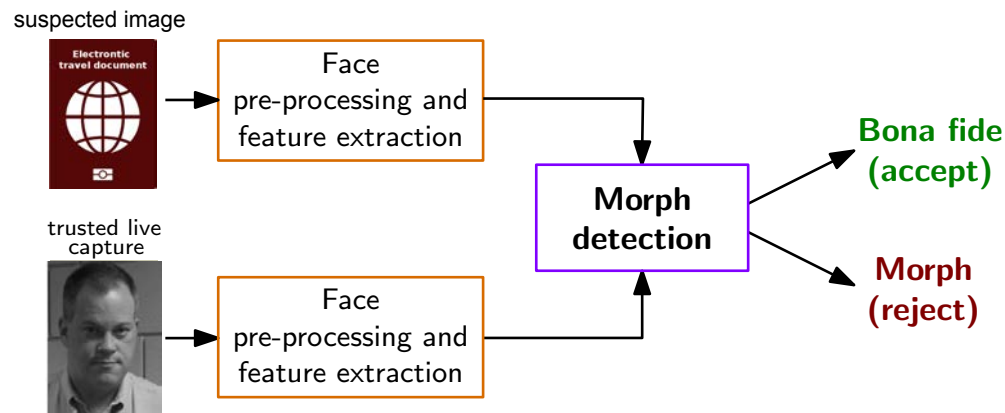 suspected image
Electrontic
travel document
Face
pre-processing and
feature extraction
trusted live
capture
Face
pre-processing and
feature extraction
Morph
detection
Bona fide
(accept)
Morph
(reject)